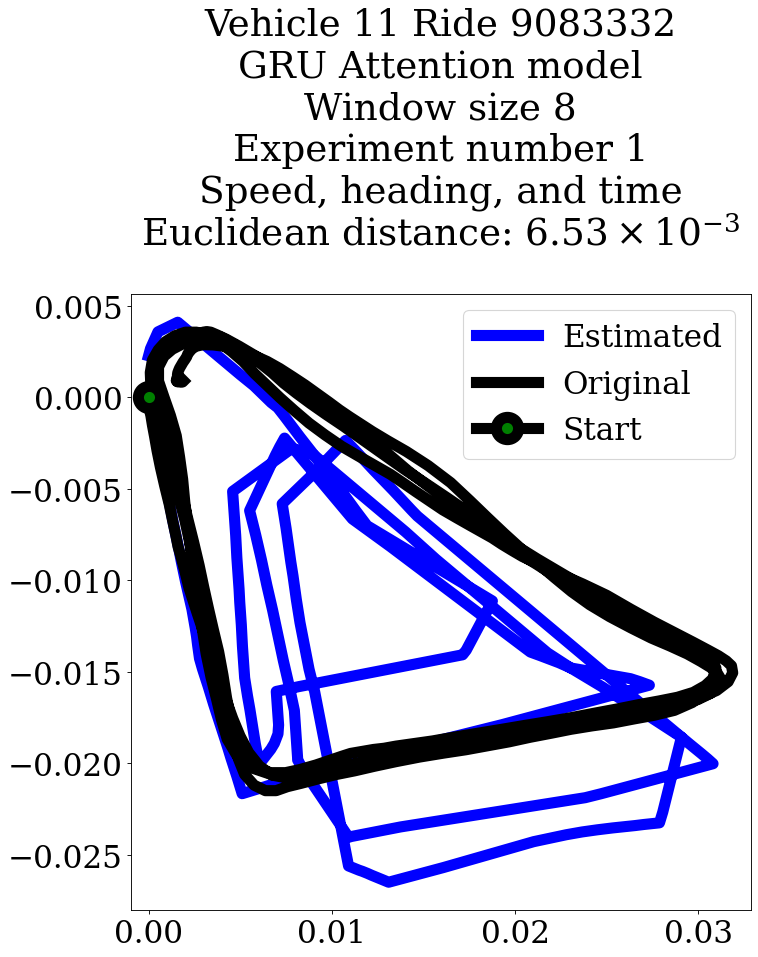 Vehicle 11 Ride 9083332
GRU Attention model
Window size 8
Experiment number 1
Speed, heading, and time
Euclidean distance: 6.53 × 10⁻³
0.005
0.000
−0.005
−0.010
−0.015
−0.020
−0.025
Estimated
Original
Start
0.00
0.01
0.02
0.03